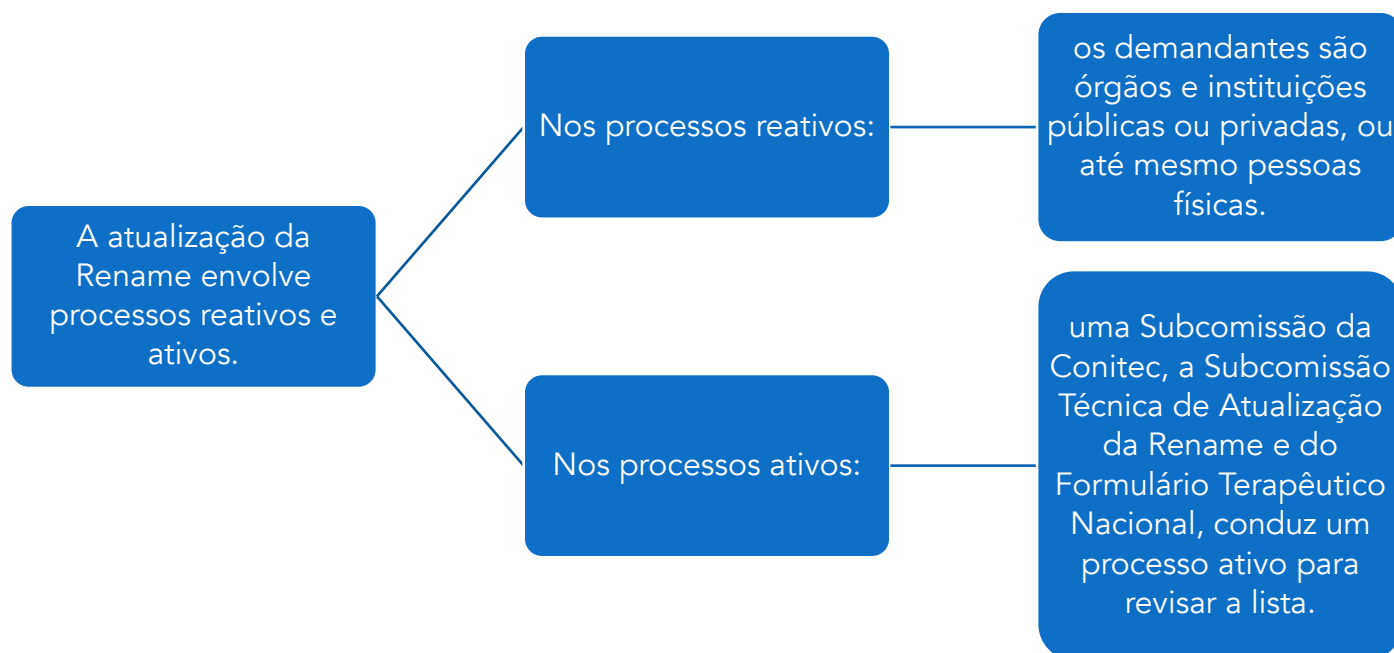 A atualização da
Rename envolve
processos reativos e
ativos.
Nos processos reativos:
os demandantes são
órgãos e instituições
públicas ou privadas, ou
até mesmo pessoas
físicas.
Nos processos ativos:
uma Subcomissão da
Conitec, a Subcomissão
Técnica de Atualização
da Rename e do
Formulário Terapêutico
Nacional, conduz um
processo ativo para
revisar a lista.